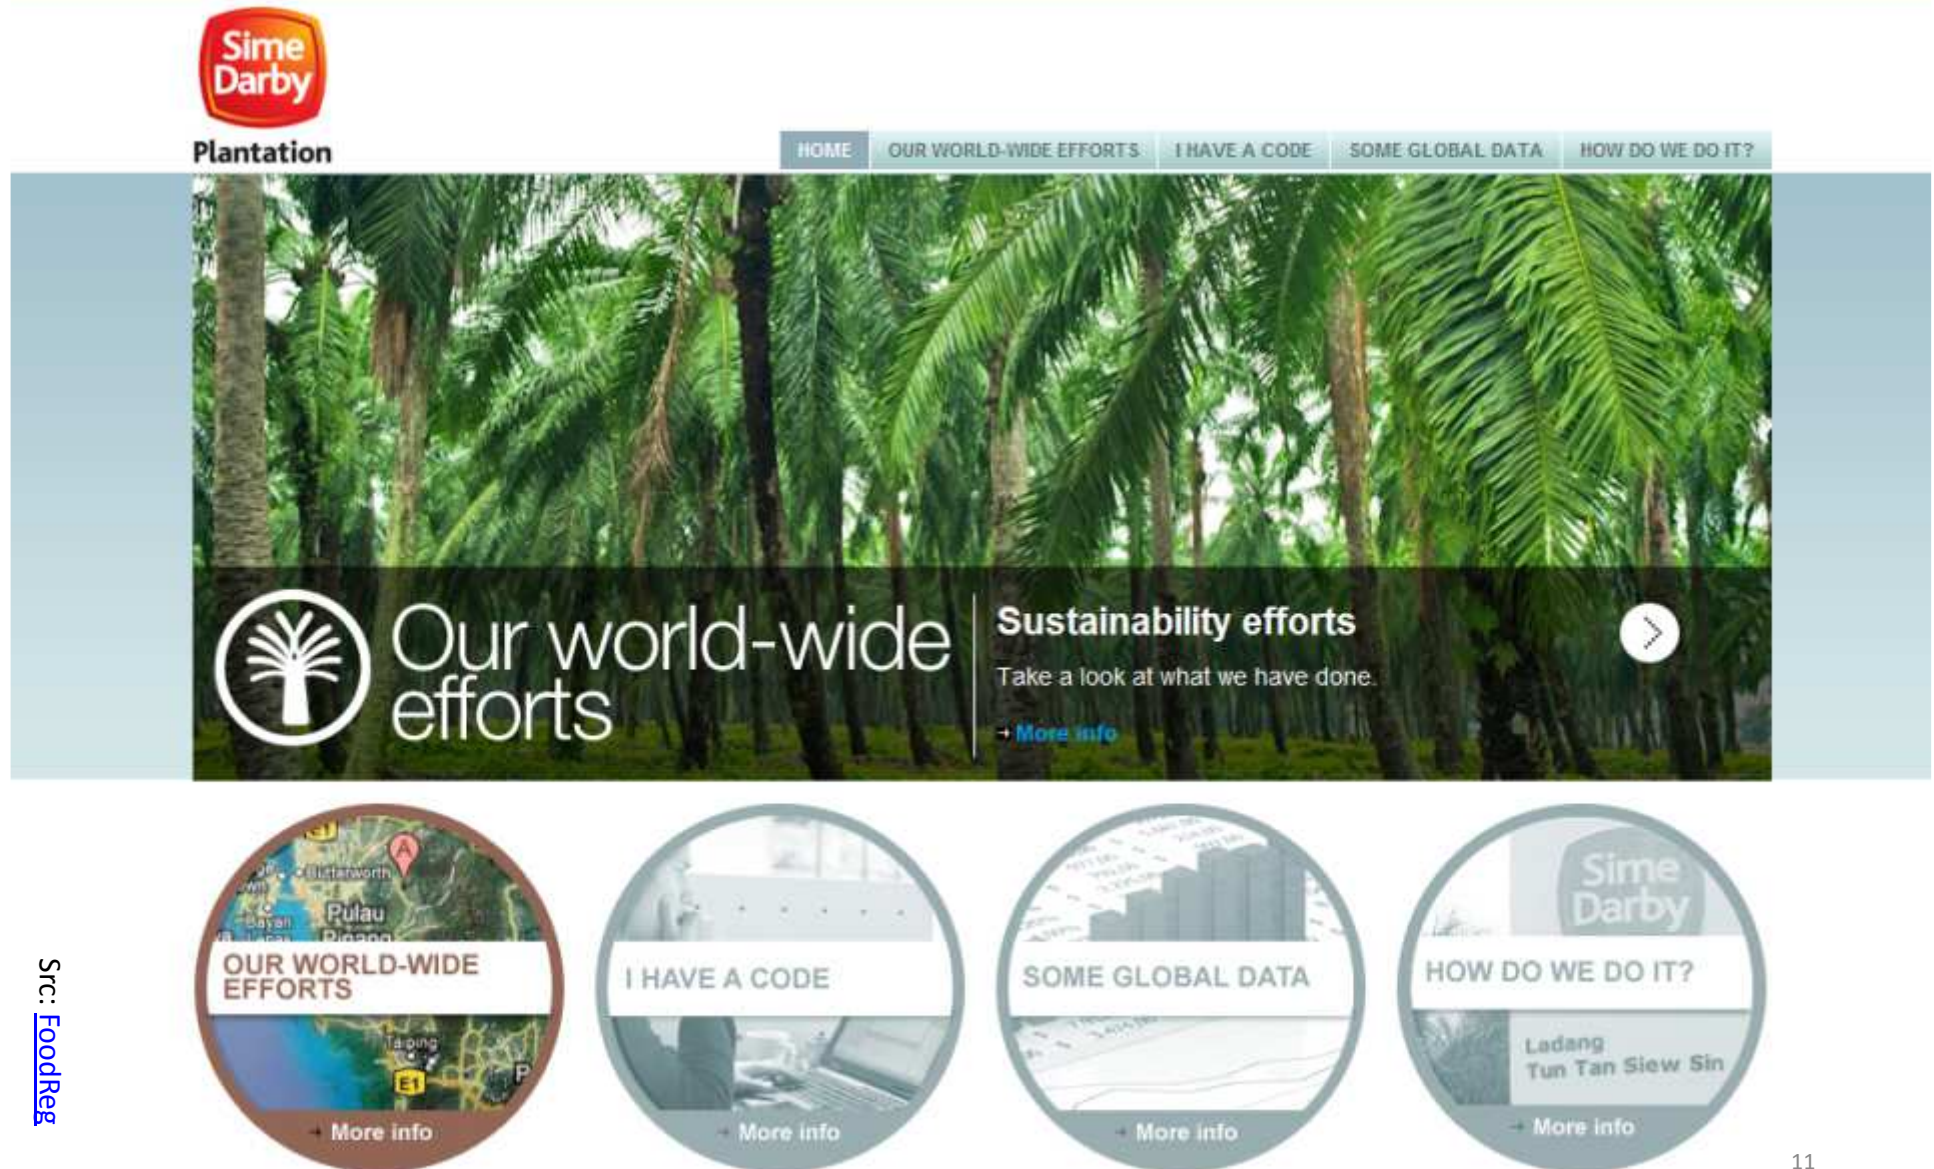 Sime
Darby
Plantation
HOME OUR WORLD-WIDE EFFORTS I HAVE A CODE SOME GLOBAL DATA HOW DO WE DO IT?
Our world-wide
efforts
Sustainability efforts
Take a look at what we have done.
More info
E1
A
Butterworth
Bayan
Pulau
Pinang
OUR WORLD-WIDE
EFFORTS
Taiping
E1
P
More info
I HAVE A CODE
More info
SOME GLOBAL DATA
More info
Sime
Darby
HOW DO WE DO IT?
Ladang
Tun Tan Siew Sin
More info
Src: FoodReg
11